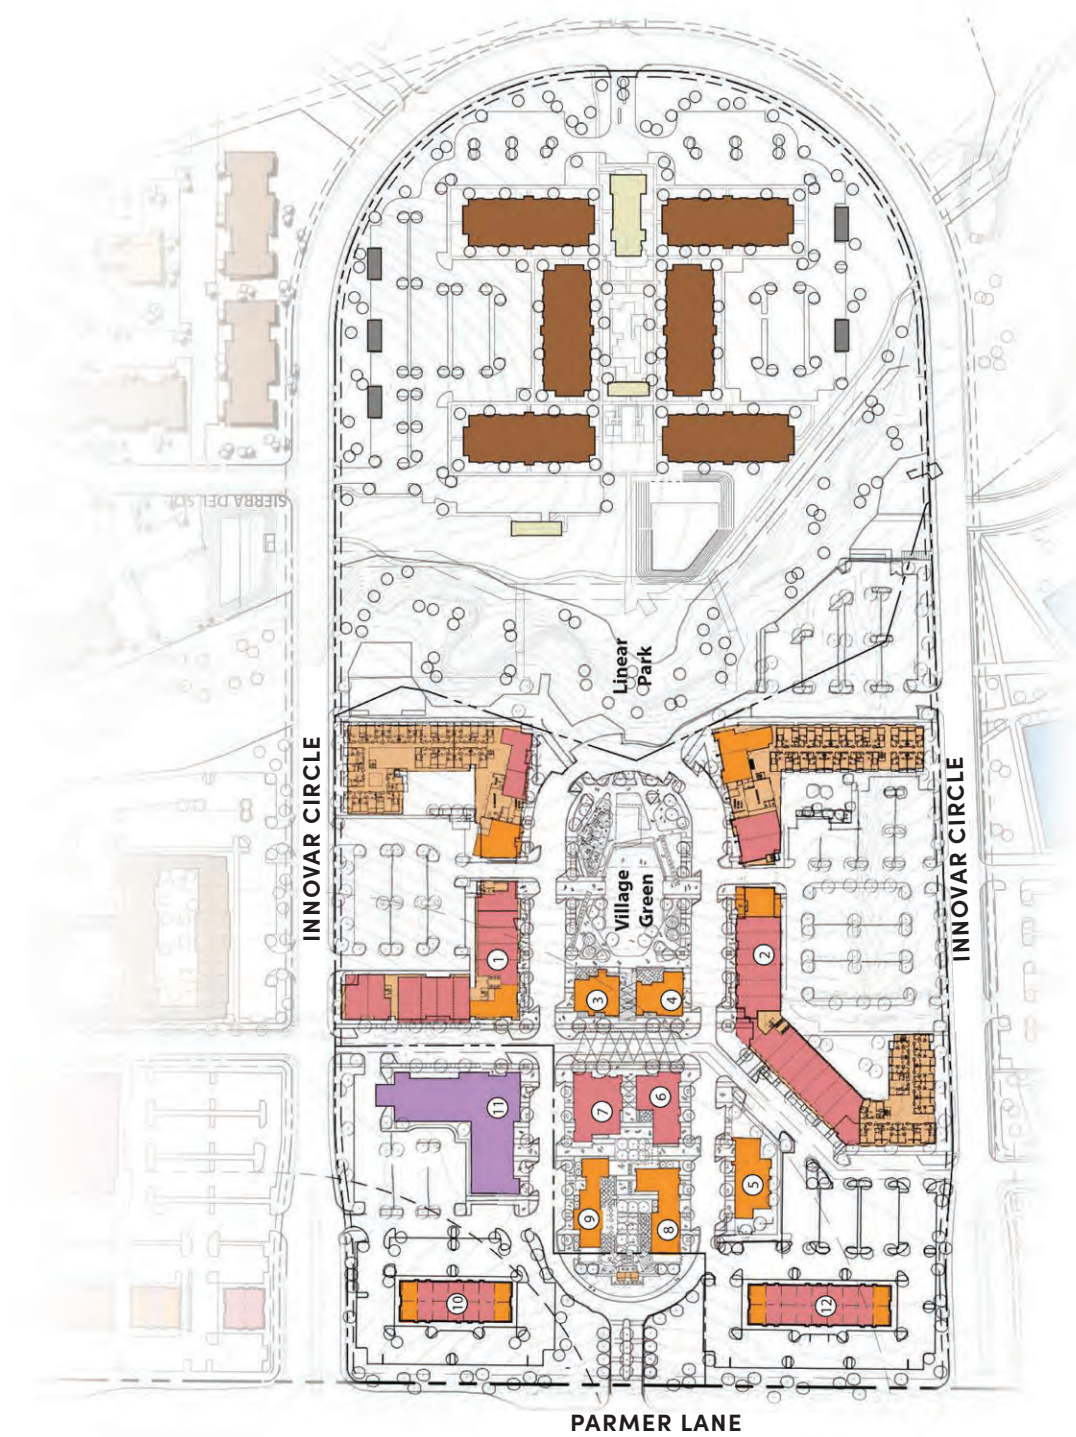 SIERRA DEL SOL
Linear
Park
INNOVAR CIRCLE
INNOVAR CIRCLE
Village
Green
1
2
3
4
11
7
6
5
9
8
10
12
PARMER LANE